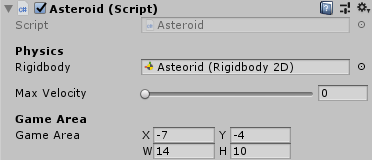 Asteroid (Script)
Script Asteroid
Physics
Rigidbody Asteorid (Rigidbody 2D)
Max Velocity 0
Game Area
Game Area X -7 Y -4
W 14 H 10